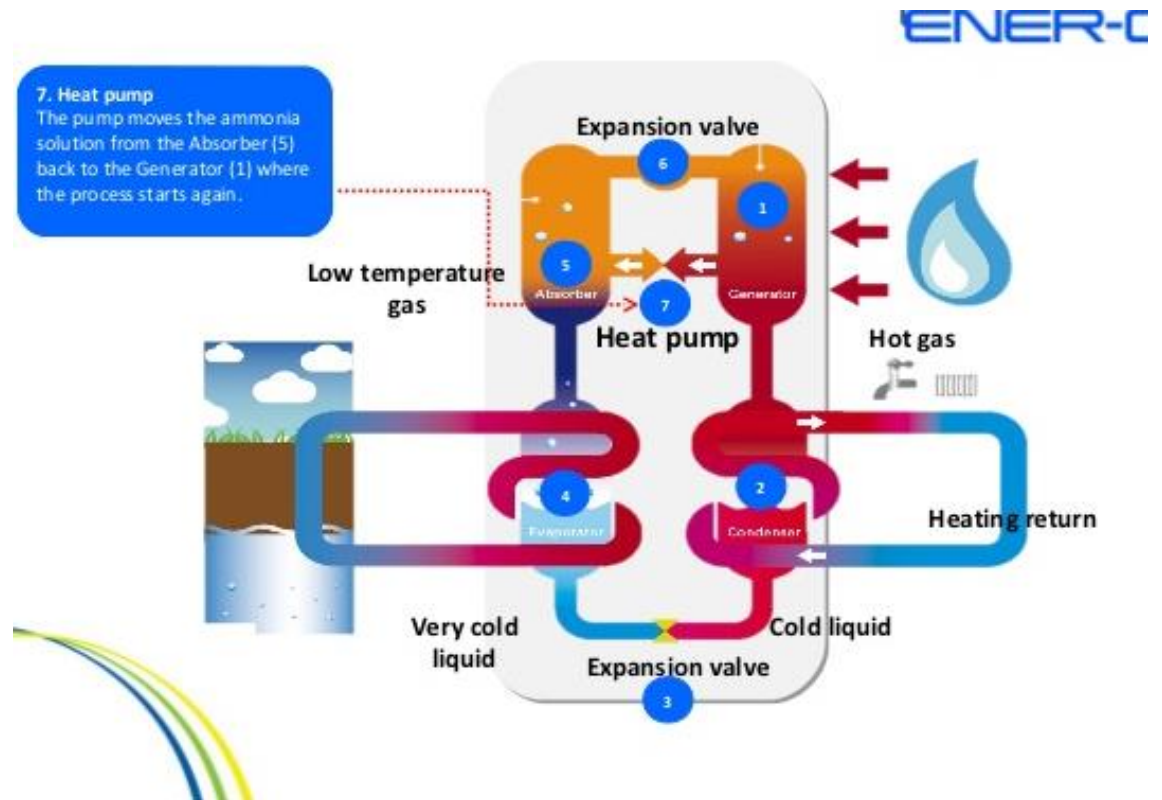 ENER-
7. Heat pump
The pump moves the ammonia
solution from the Absorber (5)
back to the Generator (1) where
the process starts again.
Expansion valve
6
1
Low temperature
gas
5
Absorber
Generator
7
Heat pump
Hot gas
4
2
Evaporator
Condenser
Heating return
Very cold
liquid
Cold liquid
Expansion valve
3